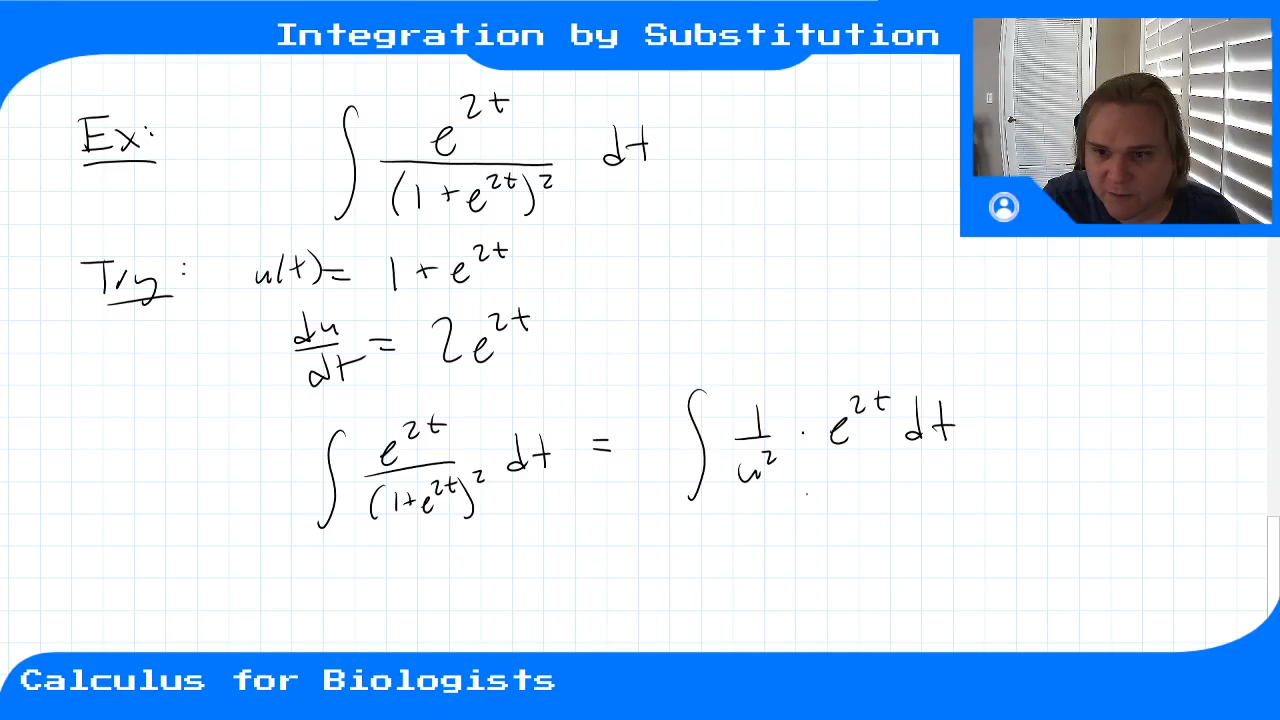 Integration by Substitution
Ex: ∫ e^{2t} / (1 + e^{2t})^2 dt
Try: u(t) = 1 + e^{2t}
du/dt = 2e^{2t}
∫ e^{2t} / (1+e^{2t})^2 dt = ∫ 1/u^2 · e^{2t} dt
Calculus for Biologists